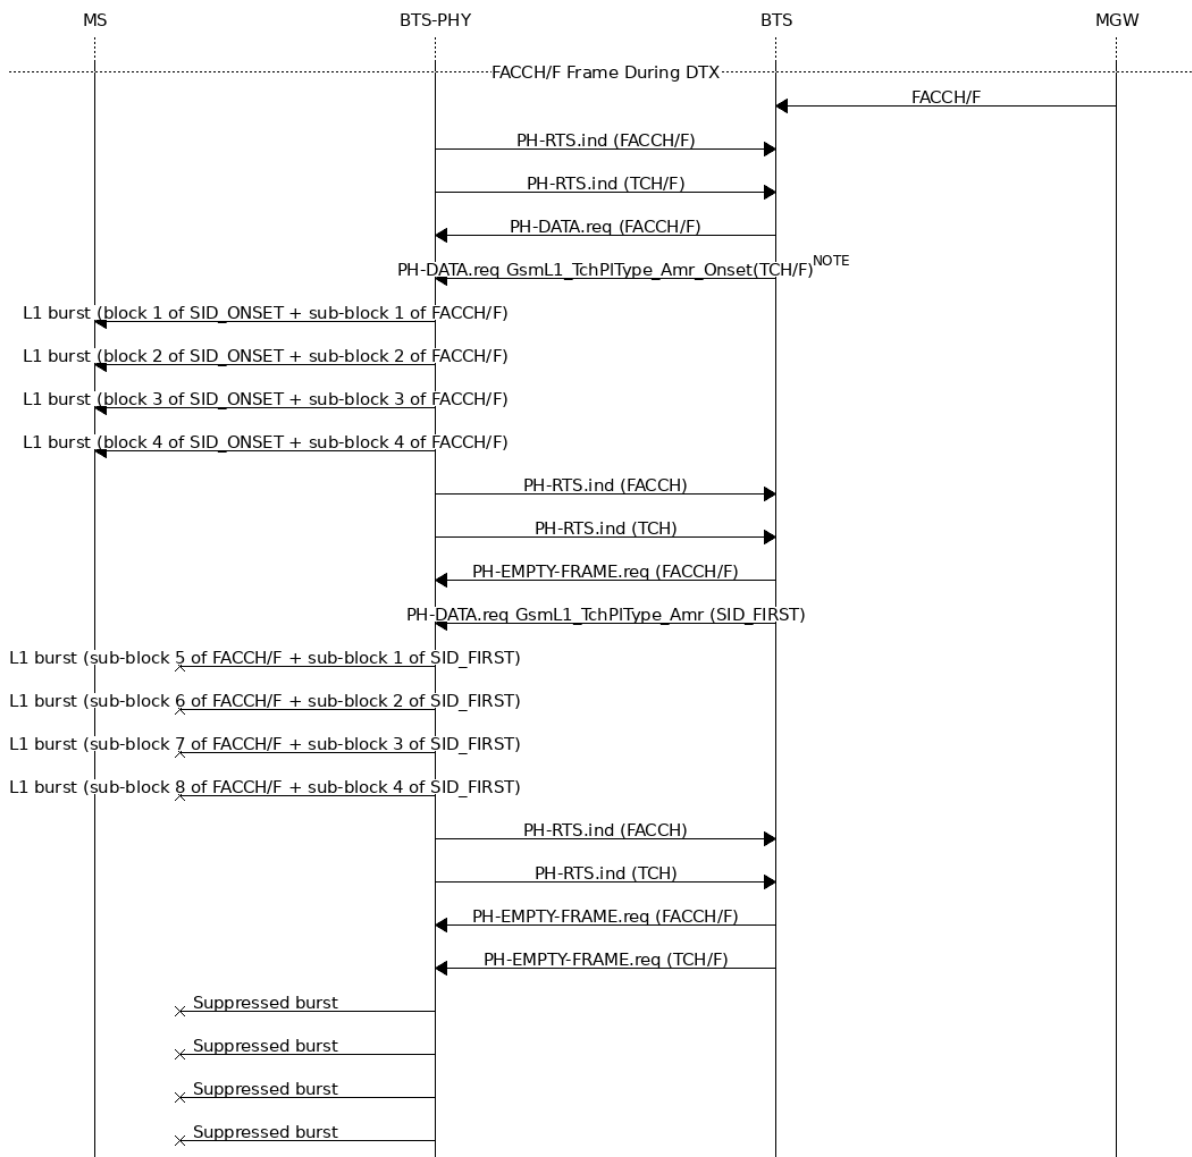 MS BTS-PHY BTS MGW
FACCH/F Frame During DTX
FACCH/F
PH-RTS.ind (FACCH/F)
PH-RTS.ind (TCH/F)
PH-DATA.req (FACCH/F)
PH-DATA.req GsmL1_TchPlType_Amr_Onset(TCH/F)NOTE
L1 burst (block 1 of SID_ONSET + sub-block 1 of FACCH/F)
L1 burst (block 2 of SID_ONSET + sub-block 2 of FACCH/F)
L1 burst (block 3 of SID_ONSET + sub-block 3 of FACCH/F)
L1 burst (block 4 of SID_ONSET + sub-block 4 of FACCH/F)
PH-RTS.ind (FACCH)
PH-RTS.ind (TCH)
PH-EMPTY-FRAME.req (FACCH/F)
PH-DATA.req GsmL1_TchPlType_Amr (SID_FIRST)
L1 burst (sub-block 5 of FACCH/F + sub-block 1 of SID_FIRST)
L1 burst (sub-block 6 of FACCH/F + sub-block 2 of SID_FIRST)
L1 burst (sub-block 7 of FACCH/F + sub-block 3 of SID_FIRST)
L1 burst (sub-block 8 of FACCH/F + sub-block 4 of SID_FIRST)
PH-RTS.ind (FACCH)
PH-RTS.ind (TCH)
PH-EMPTY-FRAME.req (FACCH/F)
PH-EMPTY-FRAME.req (TCH/F)
Suppressed burst
Suppressed burst
Suppressed burst
Suppressed burst